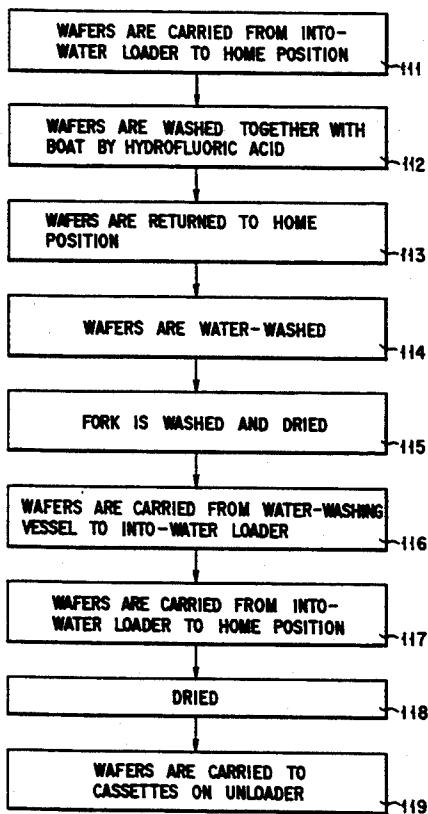 WAFERS ARE CARRIED FROM INTO-
WATER LOADER TO HOME POSITION
111
WAFERS ARE WASHED TOGETHER WITH
BOAT BY HYDROFLUORIC ACID
112
WAFERS ARE RETURNED TO HOME
POSITION
113
WAFERS ARE WATER-WASHED
114
FORK IS WASHED AND DRIED
115
WAFERS ARE CARRIED FROM WATER-WASHING
VESSEL TO INTO-WATER LOADER
116
WAFERS ARE CARRIED FROM INTO-
WATER LOADER TO HOME POSITION
117
DRIED
118
WAFERS ARE CARRIED TO
CASSETTES ON UNLOADER
119